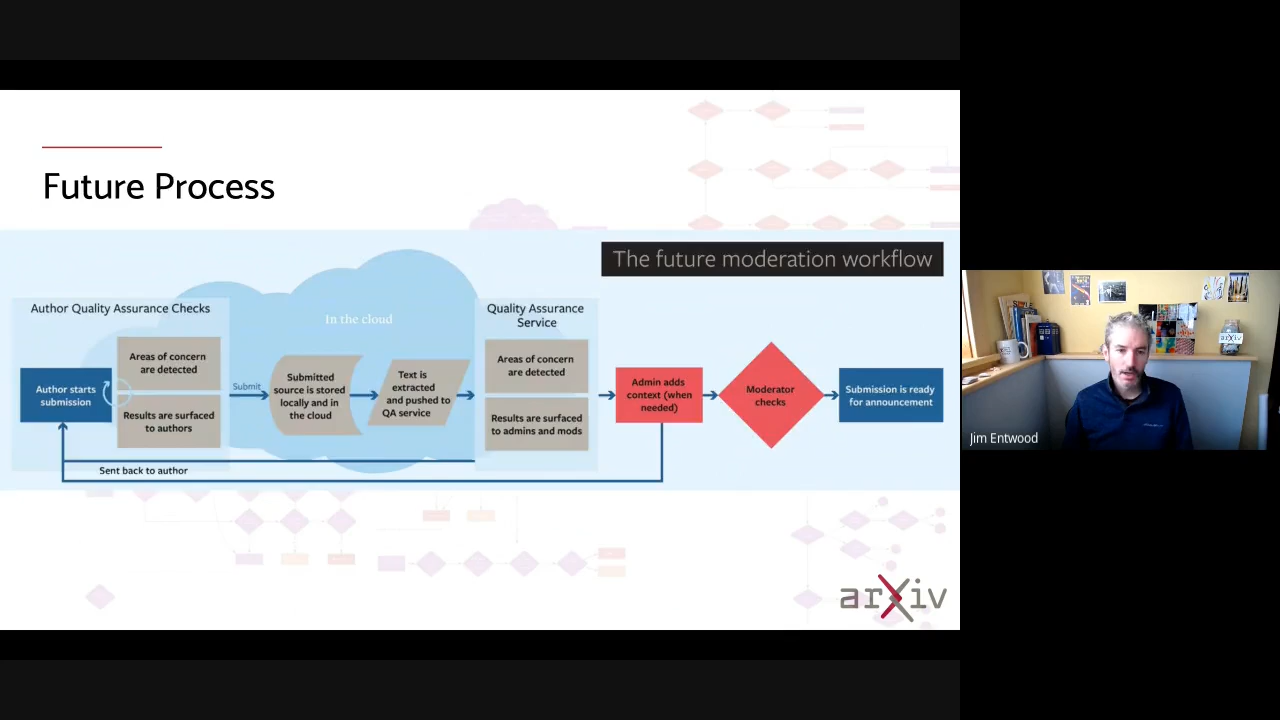 Future Process
The future moderation workflow
Author Quality Assurance Checks
In the cloud
Quality Assurance
Service
Author starts
submission
Areas of concern
are detected
Results are surfaced
to authors
Submit
Submitted
source is stored
locally and in
the cloud
Text is
extracted
and pushed to
QA service
Areas of concern
are detected
Results are surfaced
to admins and mods
Admin adds
context (when
needed)
Moderator
checks
Submission is ready
for announcement
Sent back to author
arXiv
Jim Entwood
arXiv